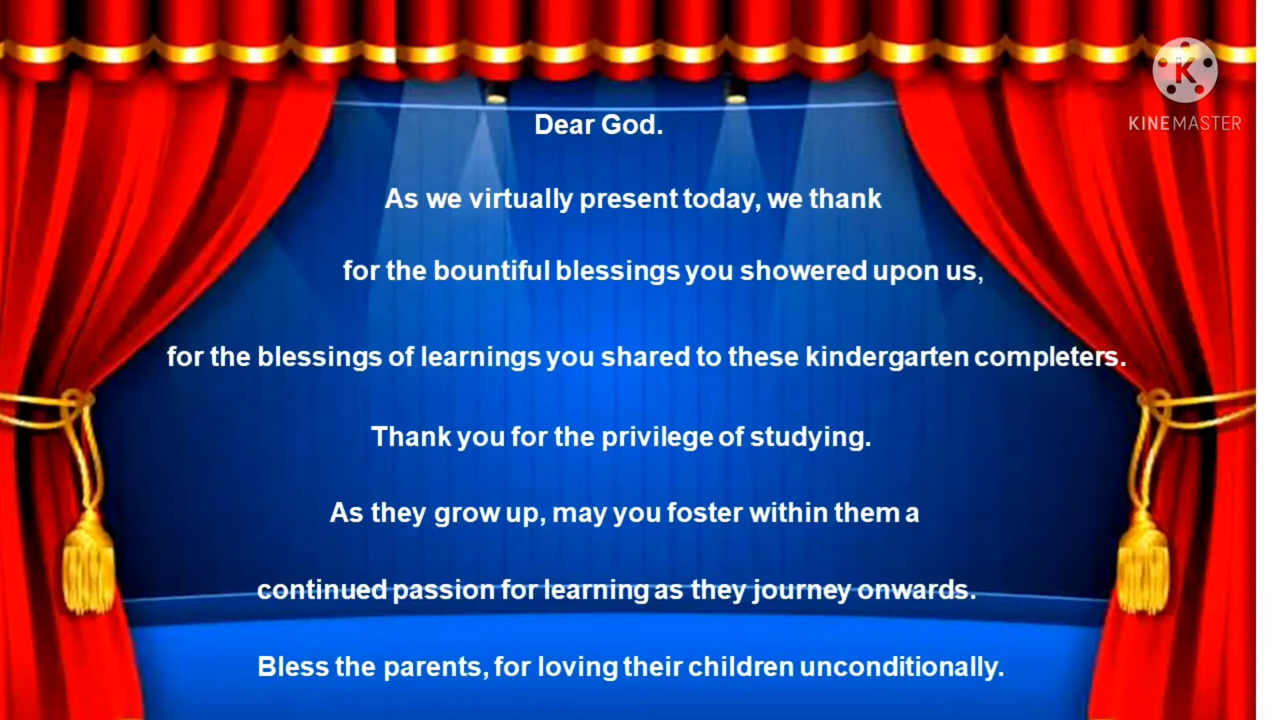 K
KINEMASTER
Dear God.
As we virtually present today, we thank
for the bountiful blessings you showered upon us,
for the blessings of learnings you shared to these kindergarten completers.
Thank you for the privilege of studying.
As they grow up, may you foster within them a
continued passion for learning as they journey onwards.
Bless the parents, for loving their children unconditionally.